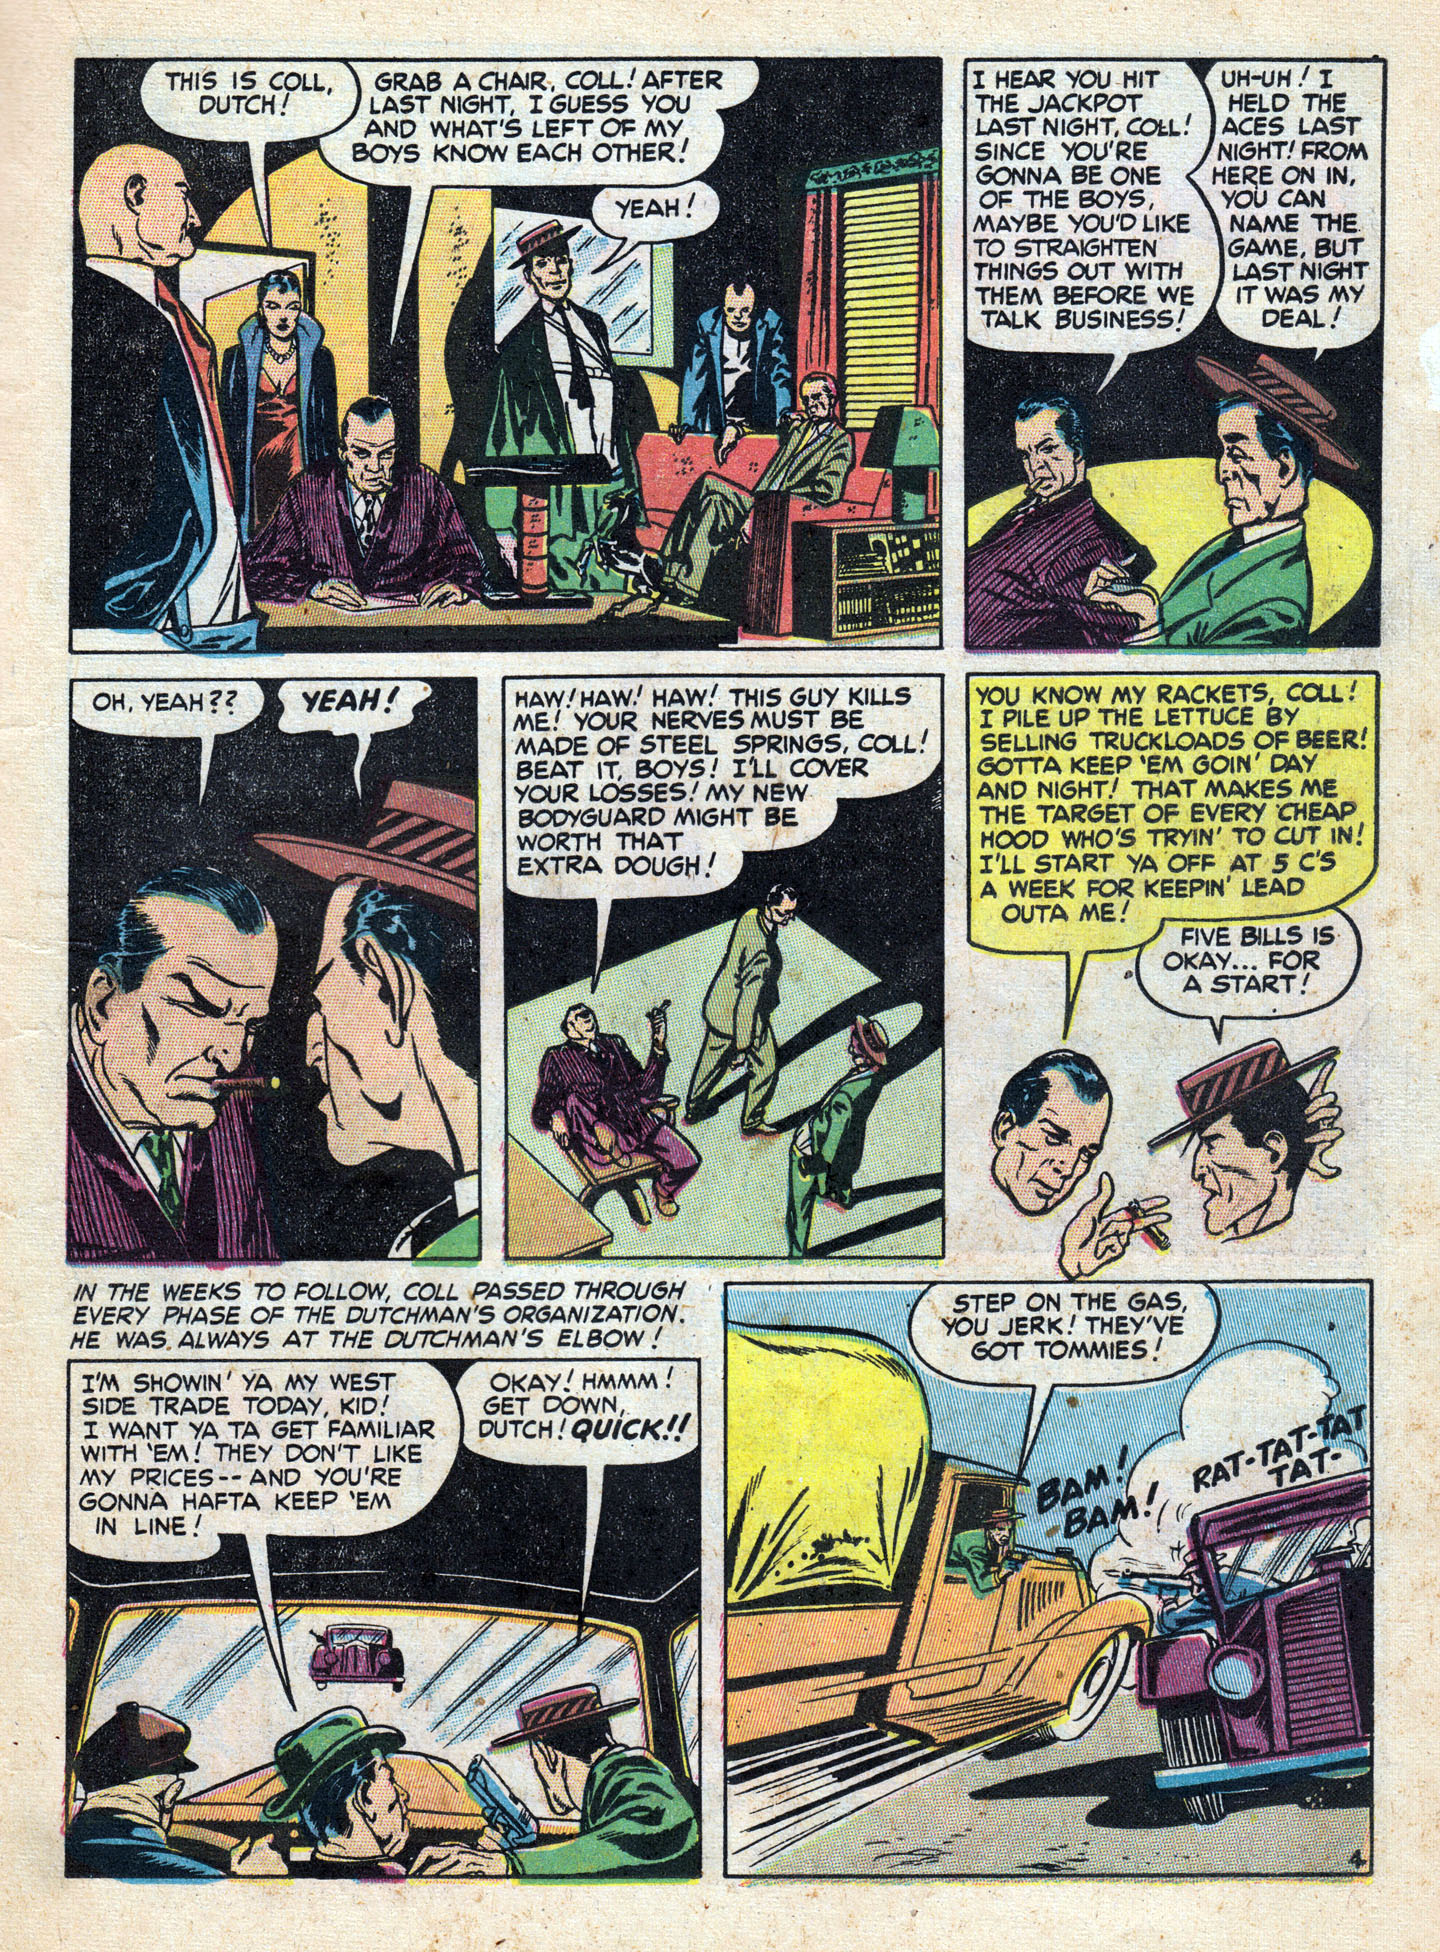 THIS IS COLL,
DUTCH!
GRAB A CHAIR, COLL! AFTER
LAST NIGHT, I GUESS YOU
AND WHAT'S LEFT OF MY
BOYS KNOW EACH OTHER!
YEAH!
I HEAR YOU HIT
THE JACKPOT
LAST NIGHT, COLL!
SINCE YOU'RE
GONNA BE ONE
OF THE BOYS,
MAYBE YOU'D LIKE
TO STRAIGHTEN
THINGS OUT WITH
THEM BEFORE WE
TALK BUSINESS!
UH-UH! I
HELD THE
ACES LAST
NIGHT! FROM
HERE ON IN,
YOU CAN
NAME THE
GAME, BUT
LAST NIGHT
IT WAS MY
DEAL!
OH, YEAH??
YEAH!
HAW! HAW! HAW! THIS GUY KILLS
ME! YOUR NERVES MUST BE
MADE OF STEEL SPRINGS, COLL!
BEAT IT, BOYS! I'LL COVER
YOUR LOSSES! MY NEW
BODYGUARD MIGHT BE
WORTH THAT
EXTRA DOUGH!
YOU KNOW MY RACKETS, COLL!
I PILE UP THE LETTUCE BY
SELLING TRUCKLOADS OF BEER!
GOTTA KEEP 'EM GOIN' DAY
AND NIGHT! THAT MAKES ME
THE TARGET OF EVERY CHEAP
HOOD WHO'S TRYIN' TO CUT IN!
I'LL START YA OFF AT 5 C'S
A WEEK FOR KEEPIN' LEAD
OUTA ME!
FIVE BILLS IS
OKAY... FOR
A START!
IN THE WEEKS TO FOLLOW, COLL PASSED THROUGH
EVERY PHASE OF THE DUTCHMAN'S ORGANIZATION.
HE WAS ALWAYS AT THE DUTCHMAN'S ELBOW!
I'M SHOWIN' YA MY WEST
SIDE TRADE TODAY, KID!
I WANT YA TA GET FAMILIAR
WITH 'EM! THEY DON'T LIKE
MY PRICES-- AND YOU'RE
GONNA HAFTA KEEP 'EM
IN LINE!
OKAY! HMMM!
GET DOWN,
DUTCH! QUICK!!
STEP ON THE GAS,
YOU JERK! THEY'VE
GOT TOMMIES!
BAM!
BAM!
RAT-TAT-TAT
TAT-
4